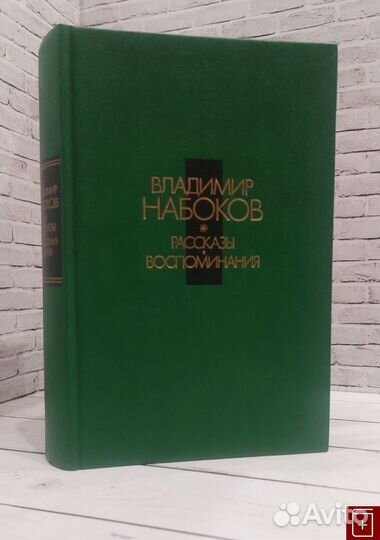 ВЛАДИМИР
НАБОКОВ
*
РАССКАЗЫ
•
ВОСПОМИНАНИЯ
Avito